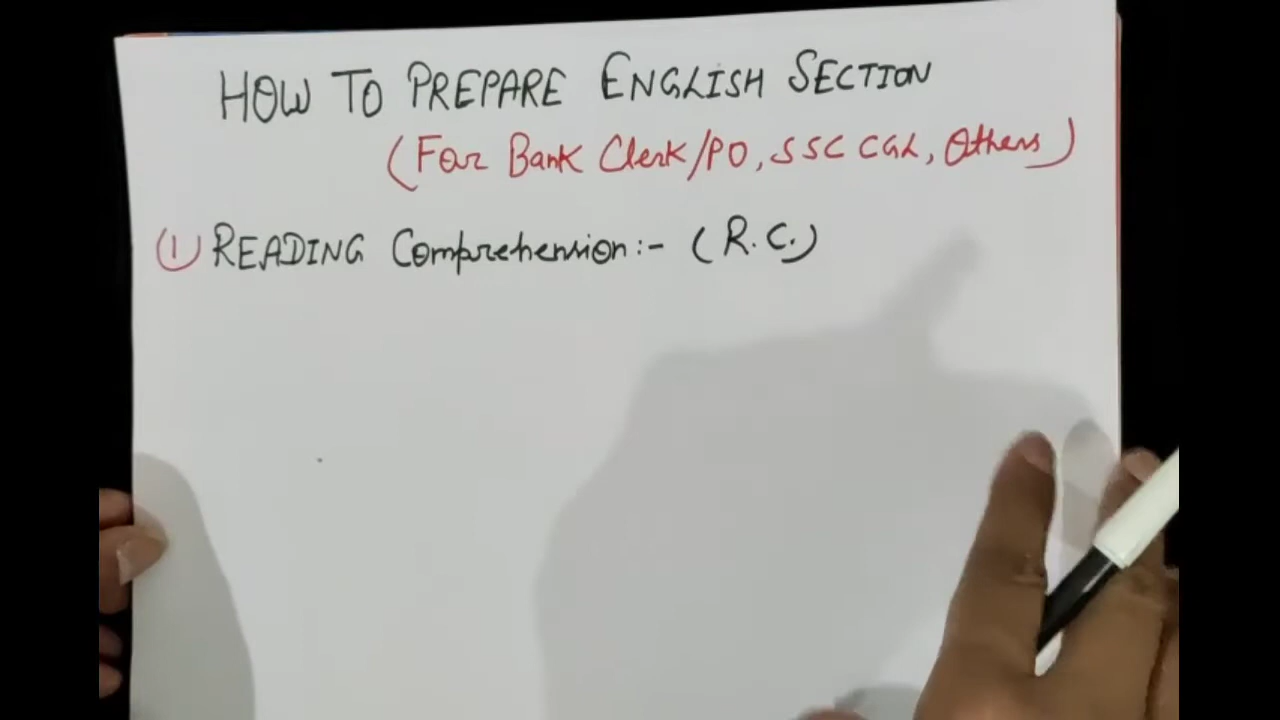 HOW TO PREPARE ENGLISH SECTION
(For Bank Clerk/PO, SSC CGL, Others)
(1) READING Comprehension:- (R.C.)